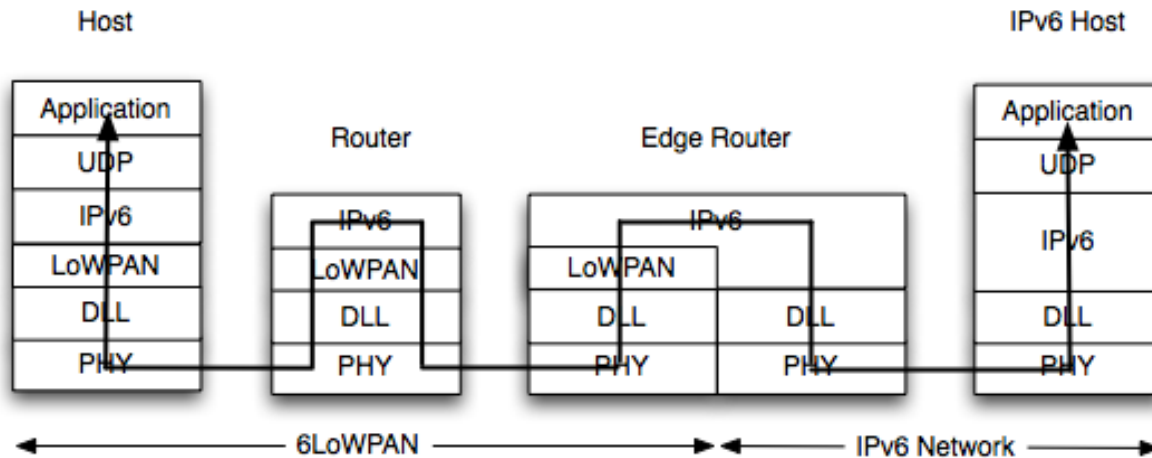 Host
IPv6 Host
Application
UDP
IPv6
LoWPAN
DLL
PHY
Router
IPv6
LoWPAN
DLL
PHY
Edge Router
IPv6
LoWPAN
DLL
PHY
DLL
PHY
Application
UDP
IPv6
DLL
PHY
6LoWPAN
IPv6 Network